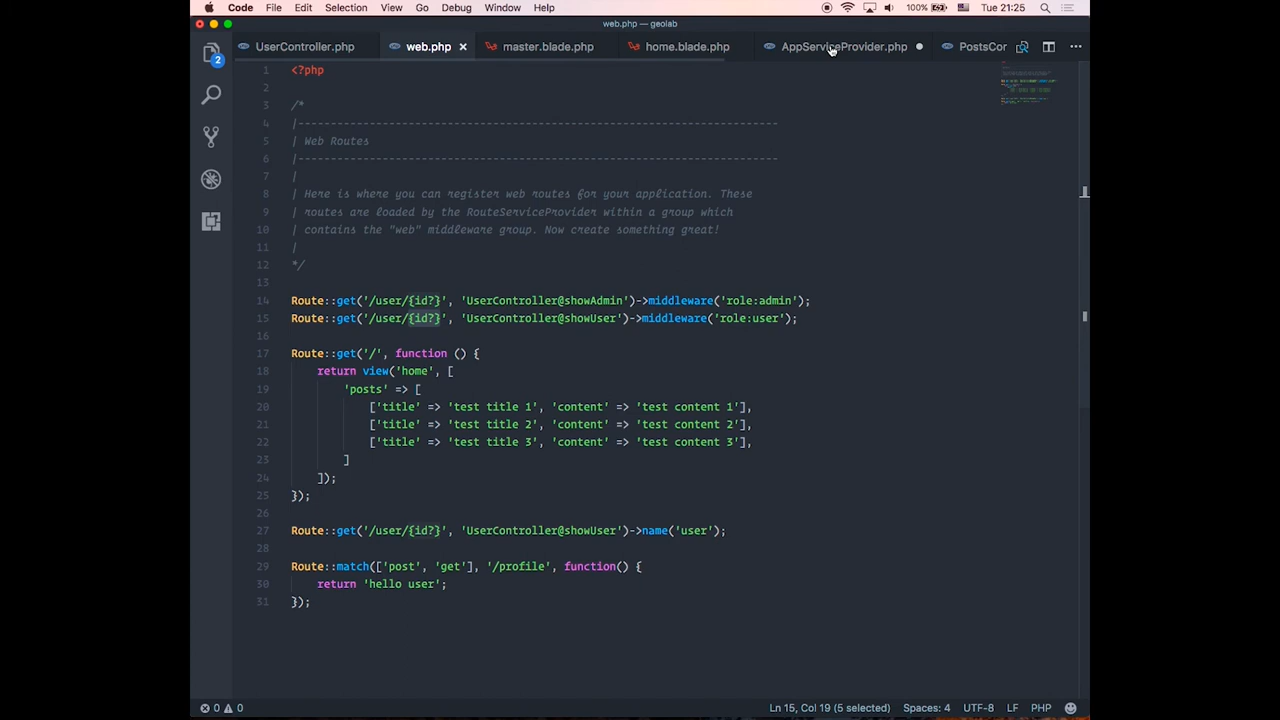 Code File Edit Selection View Go Debug Window Help 100% Tue 21:25
web.php — geolab
UserController.php web.php × master.blade.php home.blade.php AppServiceProvider.php PostsCor
2
1 <?php
2
3 /*
4 |--------------------------------------------------------------------------
5 | Web Routes
6 |--------------------------------------------------------------------------
7 |
8 | Here is where you can register web routes for your application. These
9 | routes are loaded by the RouteServiceProvider within a group which
10 | contains the "web" middleware group. Now create something great!
11 |
12 */
13
14 Route::get('/user/{id?}', 'UserController@showAdmin')->middleware('role:admin');
15 Route::get('/user/{id?}', 'UserController@showUser')->middleware('role:user');
16
17 Route::get('/', function () {
18 return view('home', [
19 'posts' => [
20 ['title' => 'test title 1', 'content' => 'test content 1'],
21 ['title' => 'test title 2', 'content' => 'test content 2'],
22 ['title' => 'test title 3', 'content' => 'test content 3'],
23 ]
24 ]);
25 });
26
27 Route::get('/user/{id?}', 'UserController@showUser')->name('user');
28
29 Route::match(['post', 'get'], '/profile', function() {
30 return 'hello user';
31 });
0 0 Ln 15, Col 19 (5 selected) Spaces: 4 UTF-8 LF PHP